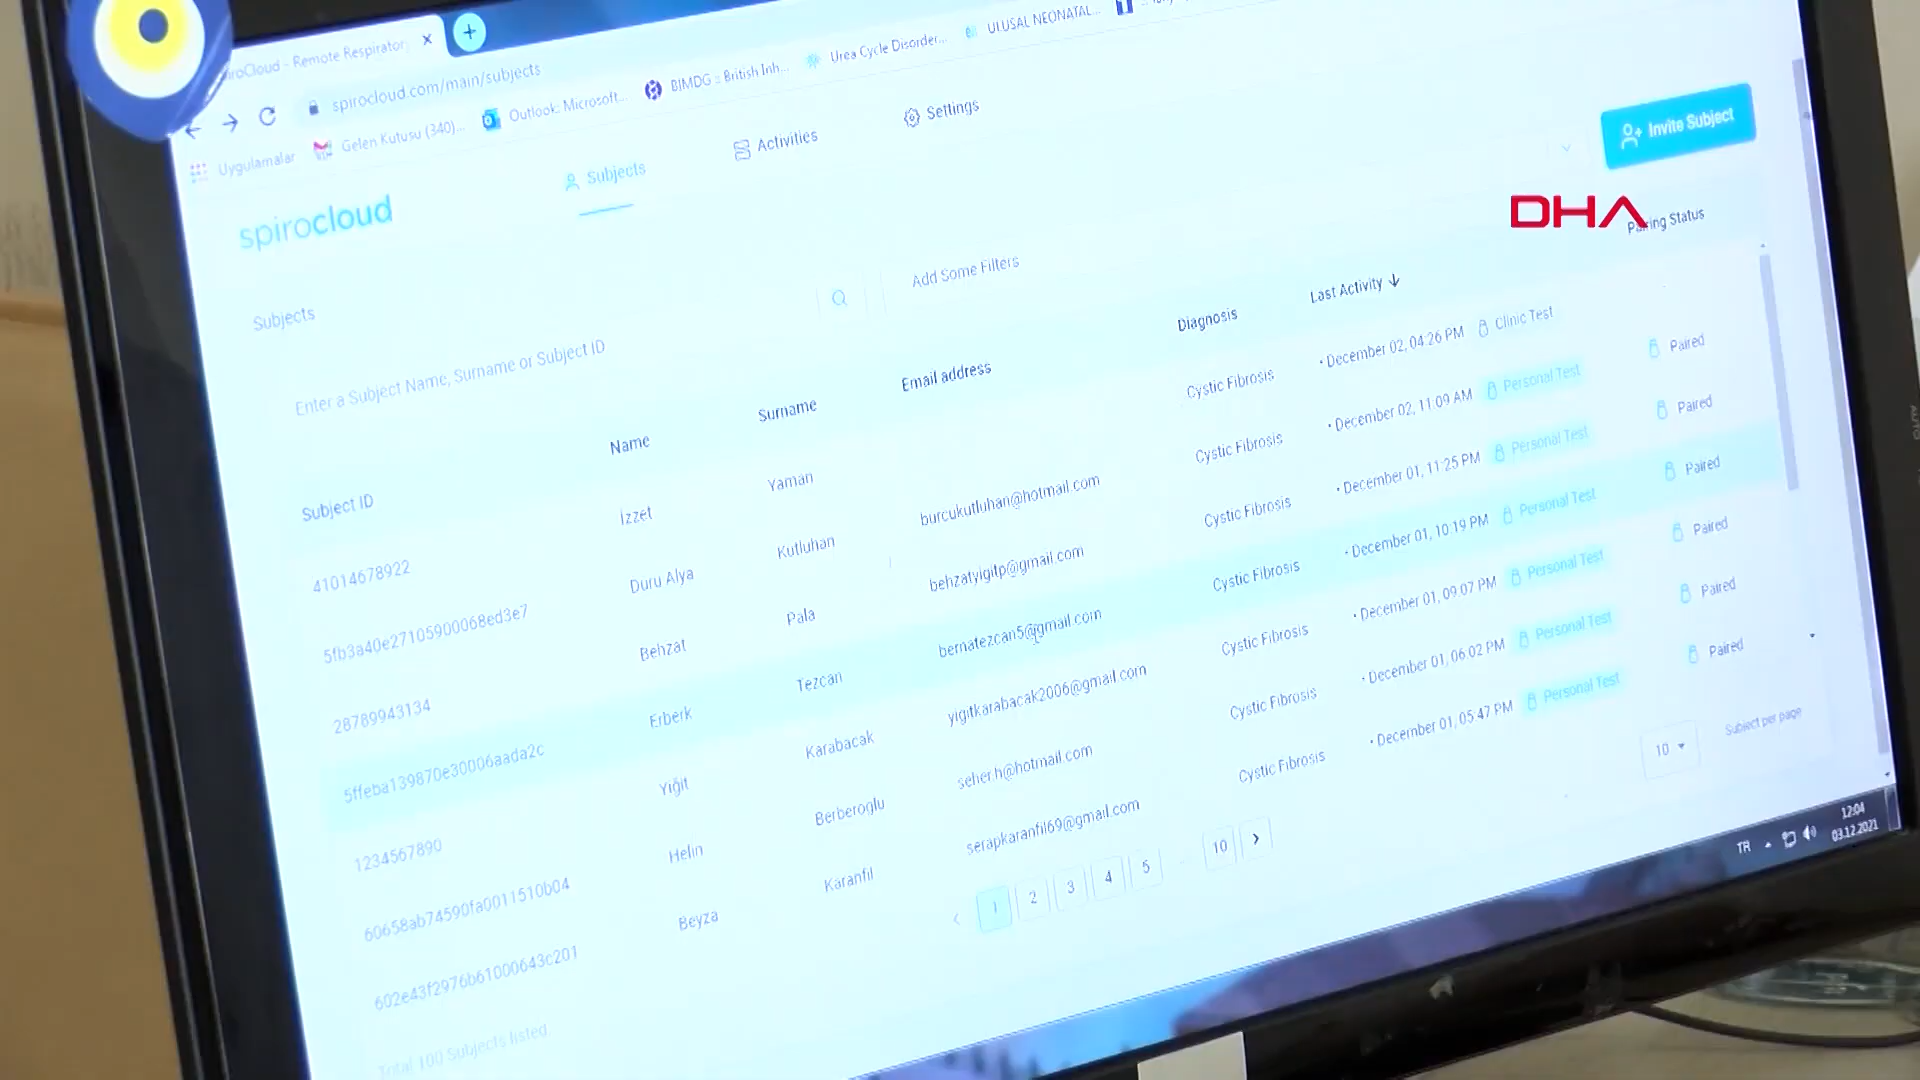 iroCloud - Remote Respirator
spirocloud.com/main/subjects
Uygulamalar Gelen Kutusu (340)... Outlook: Microsoft... BIMDG :: British Inh... Urea Cycle Disorder... ULUSAL NEONATAL...
spirocloud Subjects Activities Settings Invite Subject
DHA
Subjects
Enter a Subject Name, Surname or Subject ID Add Some Filters
Subject ID Name Surname Email address Diagnosis Last Activity Pairing Status
41014678922 İzzet Yaman Cystic Fibrosis • December 02, 04:26 PM Clinic Test
5fb3a40e27105900068ed3e7 Duru Alya Kutluhan burcukutluhan@hotmail.com Cystic Fibrosis • December 02, 11:09 AM Personal Test Paired
28789943134 Behzat Pala behzatyigitp@gmail.com Cystic Fibrosis • December 01, 11:25 PM Personal Test Paired
5ffeba139870e30006aada2c Erberk Tezcan bernatezcan5@gmail.com Cystic Fibrosis • December 01, 10:19 PM Personal Test Paired
1234567890 Yiğit Karabacak yigitkarabacak2006@gmail.com Cystic Fibrosis • December 01, 09:07 PM Personal Test Paired
60658ab74590fa0011510b04 Helin Berberoglu seher.h@hotmail.com Cystic Fibrosis • December 01, 06:02 PM Personal Test Paired
602e43f2976b61000643c201 Beyza Karanfil serapkaranfil69@gmail.com Cystic Fibrosis • December 01, 05:47 PM Personal Test Paired
Total 100 Subjects listed 1 2 3 4 5 10 10 Subject per page
TR 12:04
03.12.2021